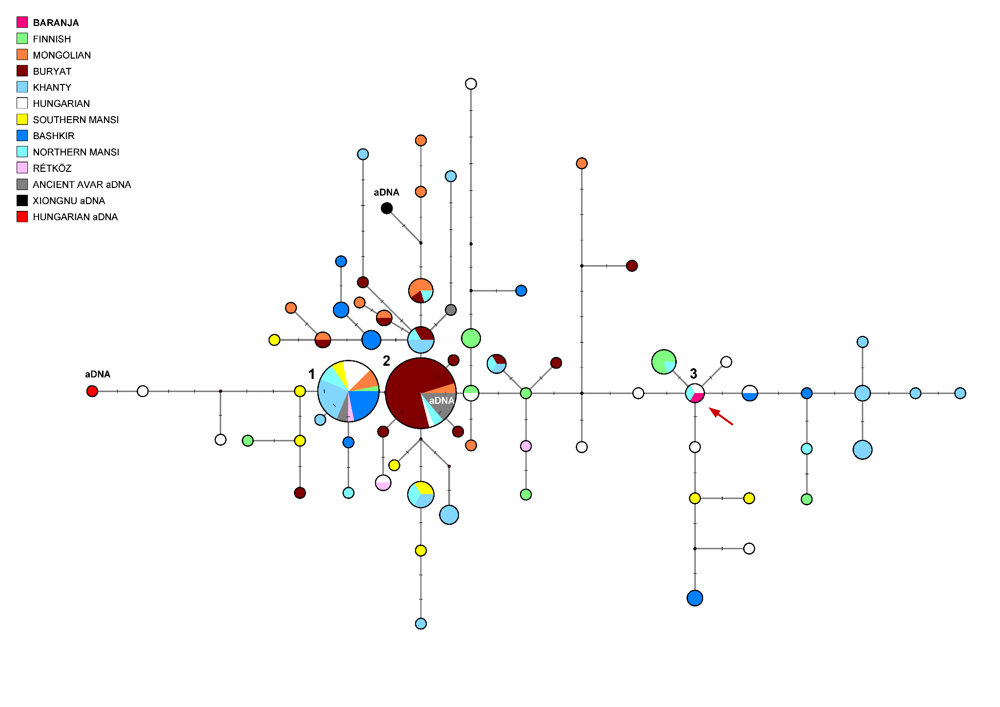 BARANJA
FINNISH
MONGOLIAN
BURYAT
KHANTY
HUNGARIAN
SOUTHERN MANSI
BASHKIR
NORTHERN MANSI
RÉTKÖZ
ANCIENT AVAR aDNA
XIONGNU aDNA
HUNGARIAN aDNA
aDNA
2
1
3
aDNA
aDNA